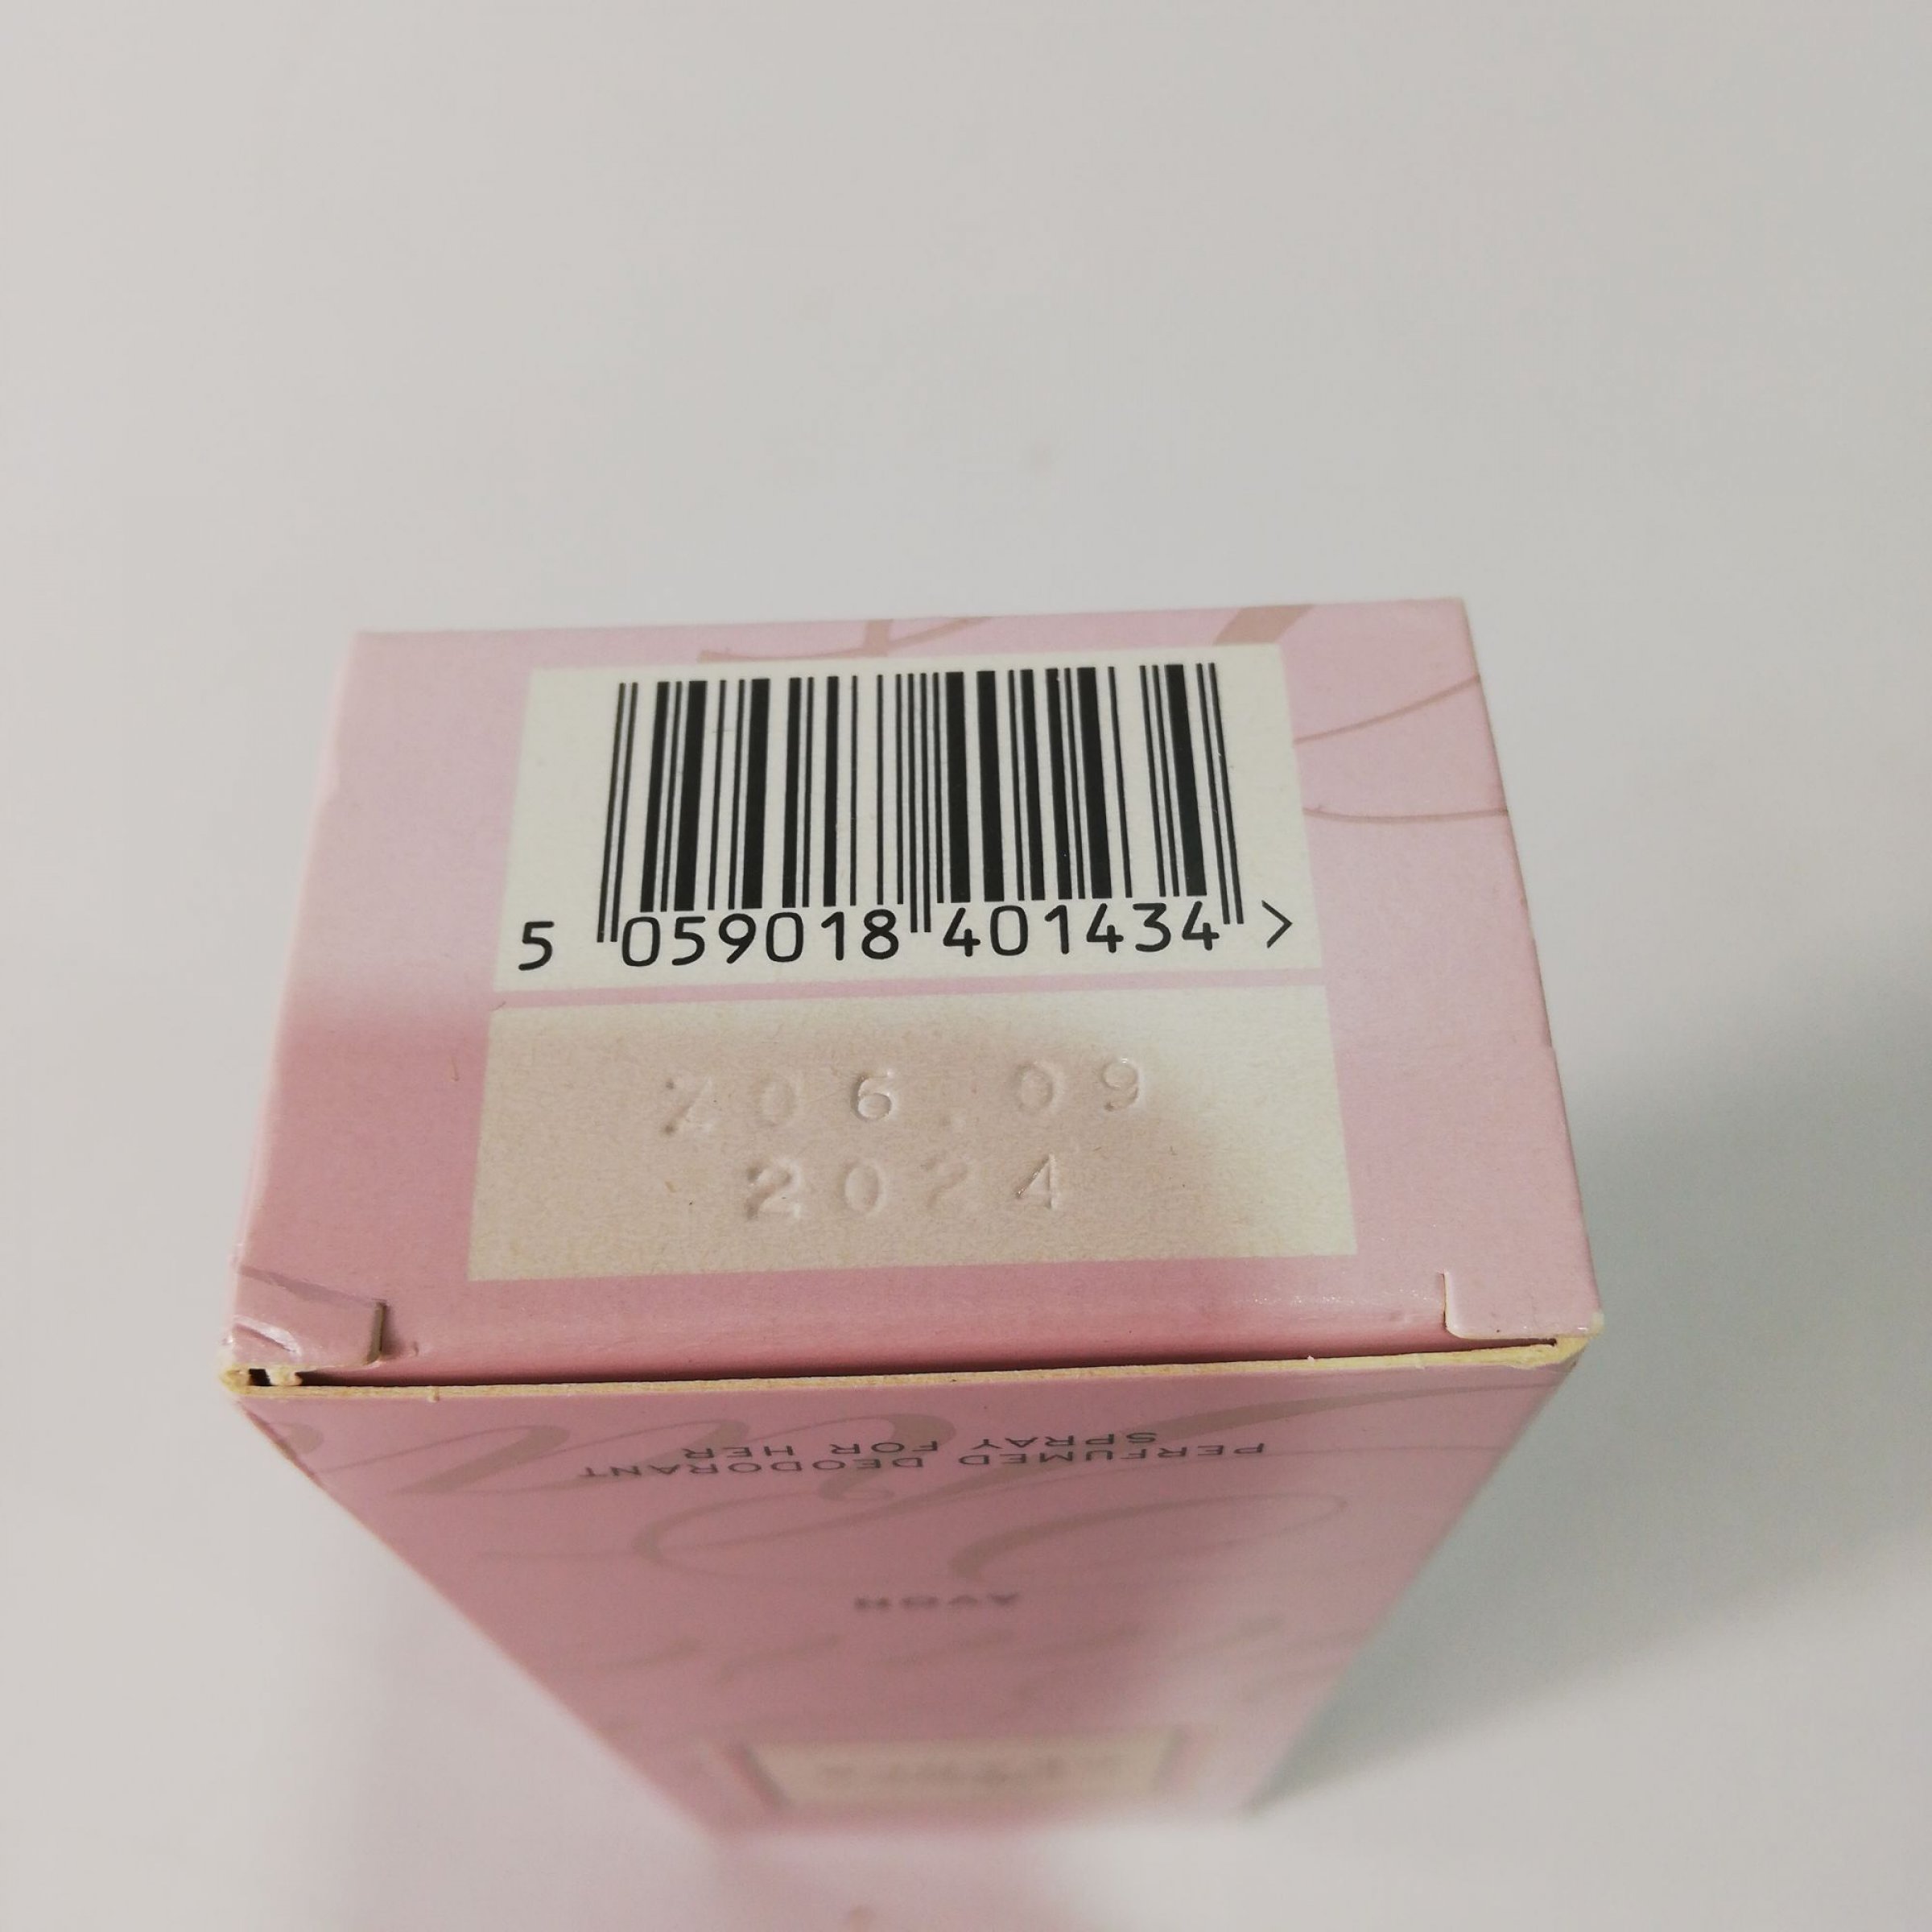 5 059018 401434 >
Z06.09
2024
PERFUMED DEODORANT
SPRAY FOR HER
AVON